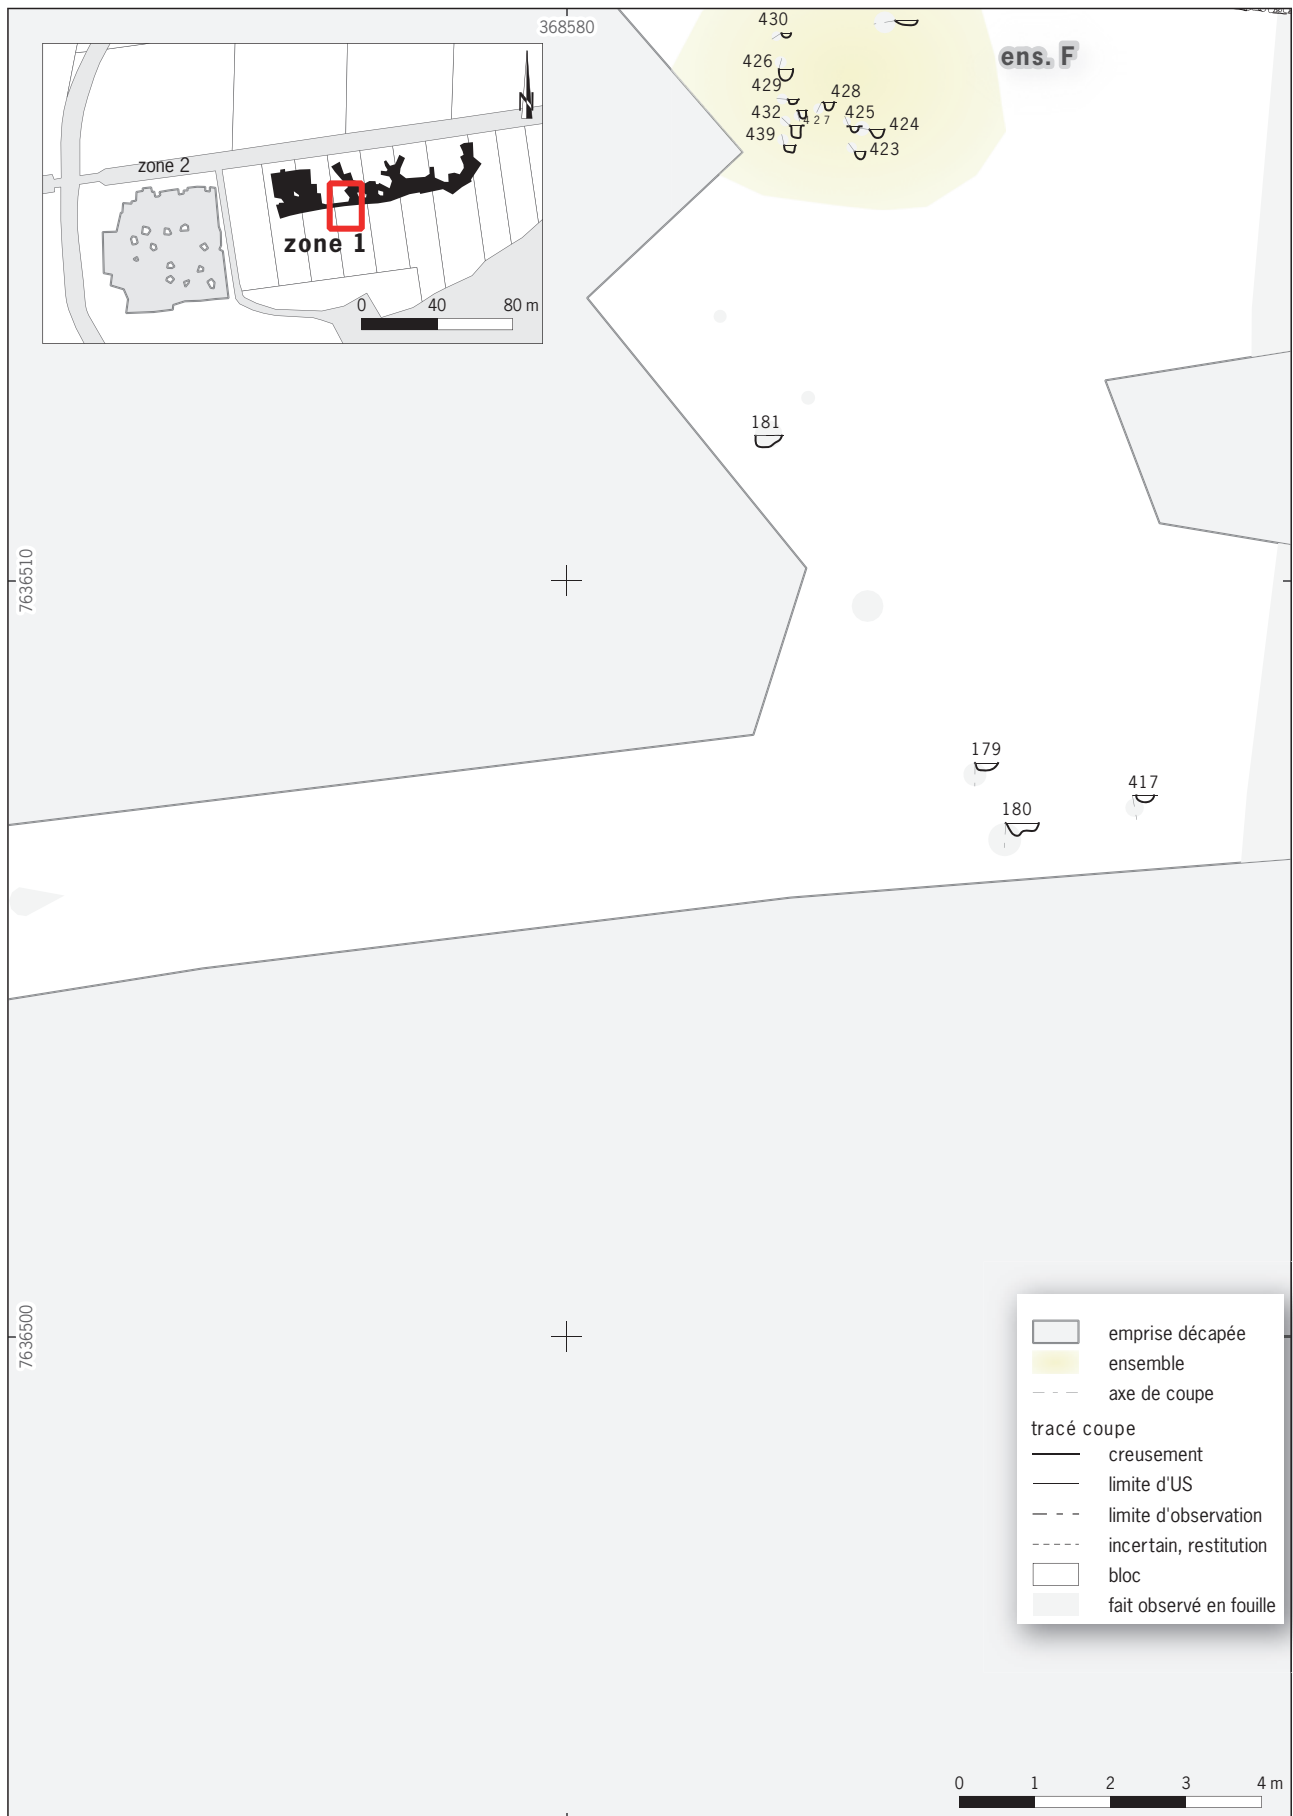 368580
430
ens. F
426
429
428
432
427
425
424
439
423
N
zone 2
zone 1
0 40 80 m
181
7636510
179
417
180
7636500
emprise décapée
ensemble
axe de coupe
tracé coupe
creusement
limite d'US
limite d'observation
incertain, restitution
bloc
fait observé en fouille
0 1 2 3 4 m